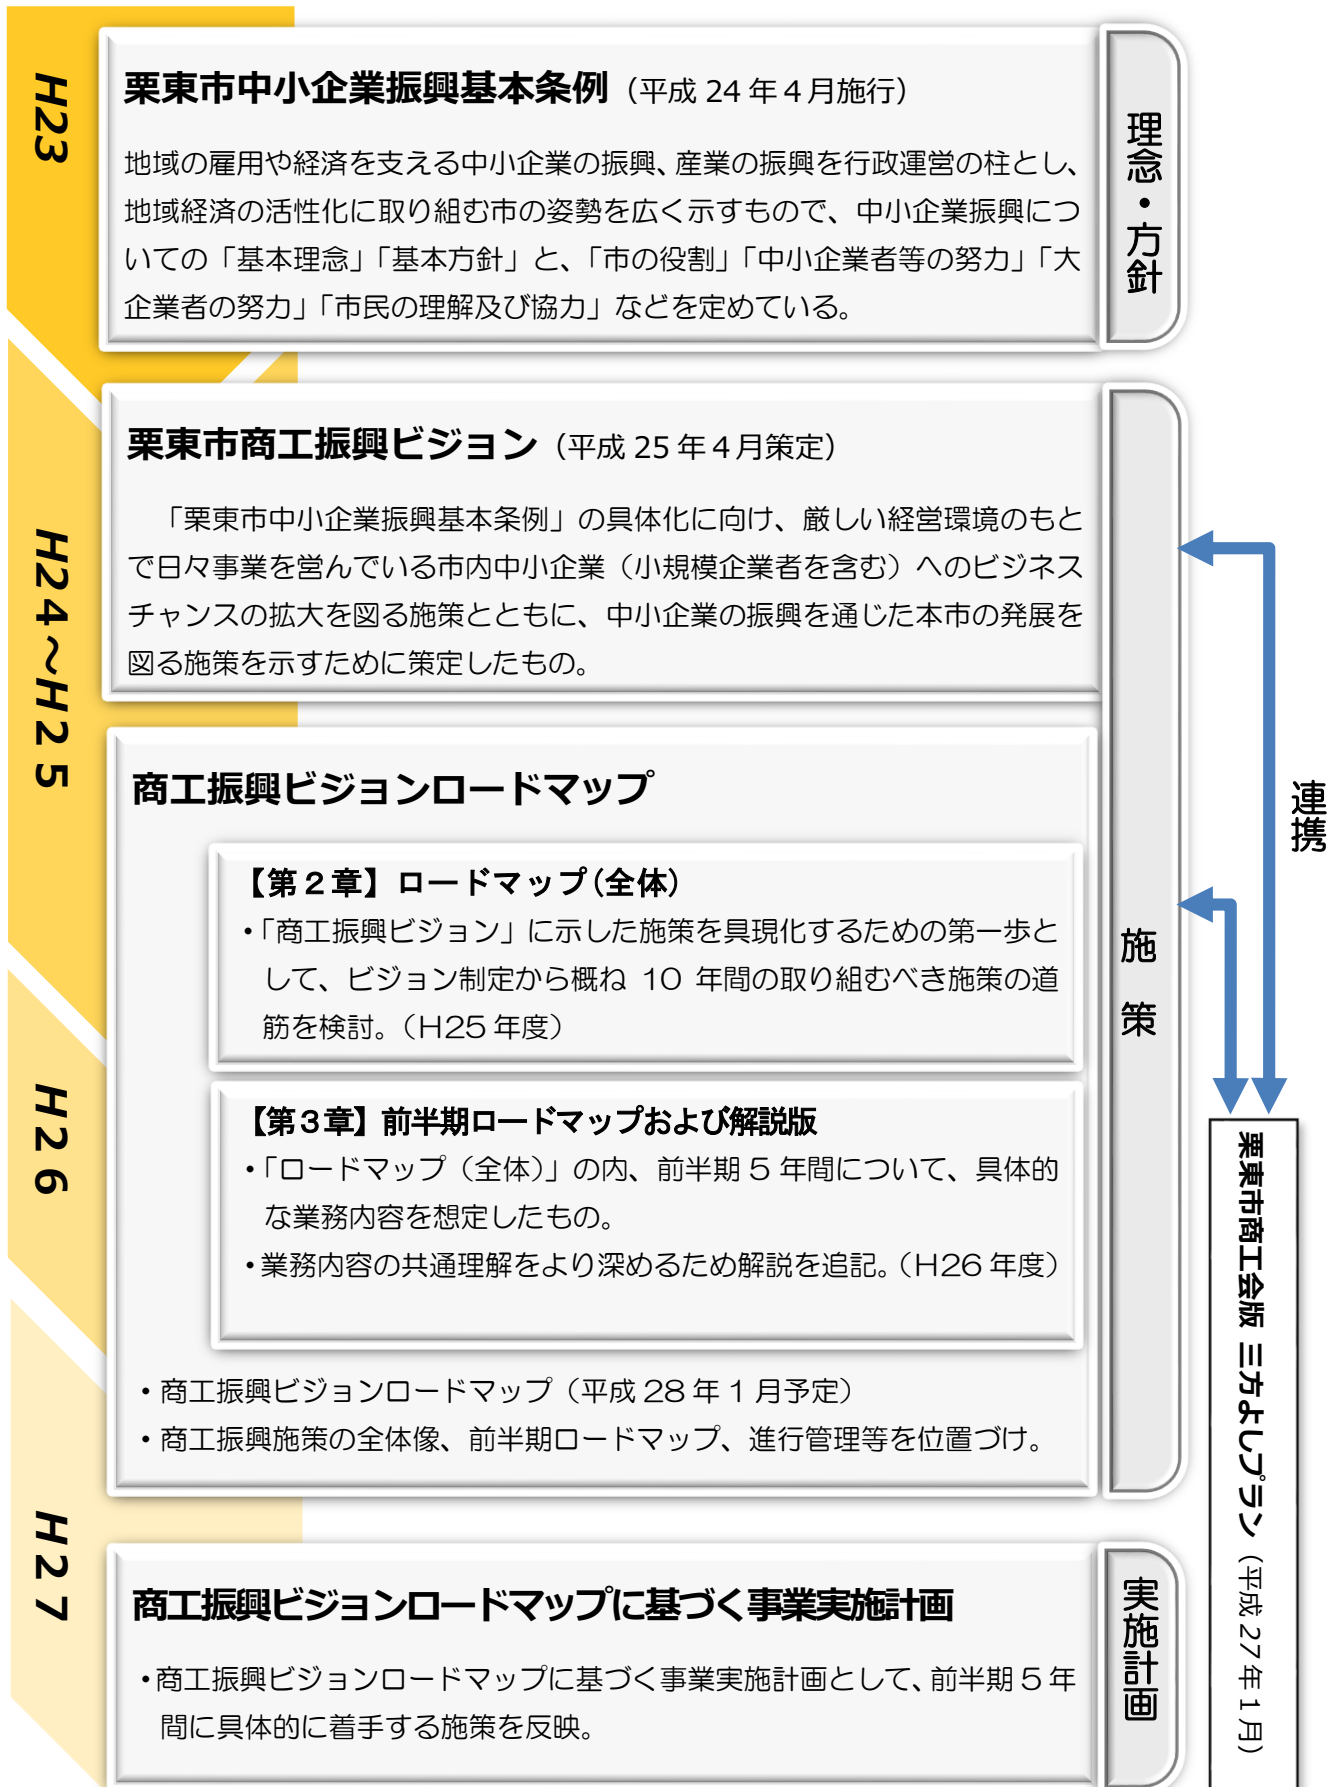 H23
栗東市中小企業振興基本条例（平成 24 年４月施行）
地域の雇用や経済を支える中小企業の振興、産業の振興を行政運営の柱とし、
地域経済の活性化に取り組む市の姿勢を広く示すもので、中小企業振興につ
いての「基本理念」「基本方針」と、「市の役割」「中小企業者等の努力」「大
企業者の努力」「市民の理解及び協力」などを定めている。
理念・方針
H24～H25
栗東市商工振興ビジョン（平成 25 年４月策定）
「栗東市中小企業振興基本条例」の具体化に向け、厳しい経営環境のもと
で日々事業を営んでいる市内中小企業（小規模企業者を含む）へのビジネス
チャンスの拡大を図る施策とともに、中小企業の振興を通じた本市の発展を
図る施策を示すために策定したもの。
商工振興ビジョンロードマップ
【第２章】ロードマップ(全体)
・「商工振興ビジョン」に示した施策を具現化するための第一歩と
して、ビジョン制定から概ね 10 年間の取り組むべき施策の道
筋を検討。（H25 年度）
H26
【第３章】前半期ロードマップおよび解説版
・「ロードマップ（全体）」の内、前半期 5 年間について、具体的
な業務内容を想定したもの。
・業務内容の共通理解をより深めるため解説を追記。（H26 年度）
・商工振興ビジョンロードマップ（平成 28 年 1 月予定）
・商工振興施策の全体像、前半期ロードマップ、進行管理等を位置づけ。
施策
連携
栗東市商工会版 三方よしプラン（平成 27 年 1 月）
H27
商工振興ビジョンロードマップに基づく事業実施計画
・商工振興ビジョンロードマップに基づく事業実施計画として、前半期 5 年
間に具体的に着手する施策を反映。
実施計画